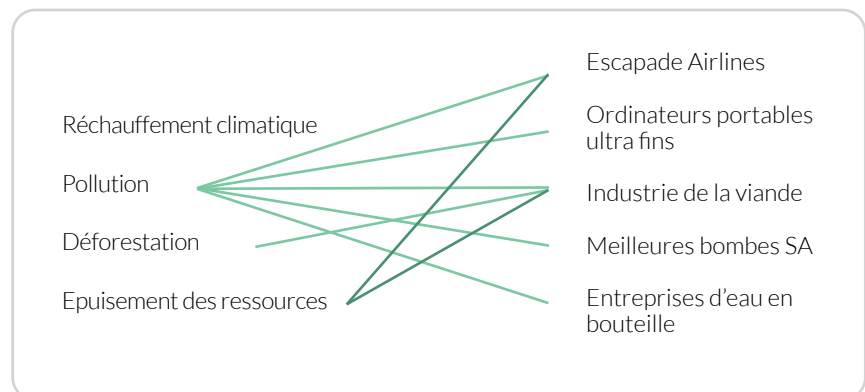 Réchauffement climatique
Pollution
Déforestation
Epuisement des ressources
Escapade Airlines
Ordinateurs portables
ultra fins
Industrie de la viande
Meilleures bombes SA
Entreprises d’eau en
bouteille